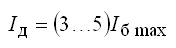 Iд = (3…5)Iб max